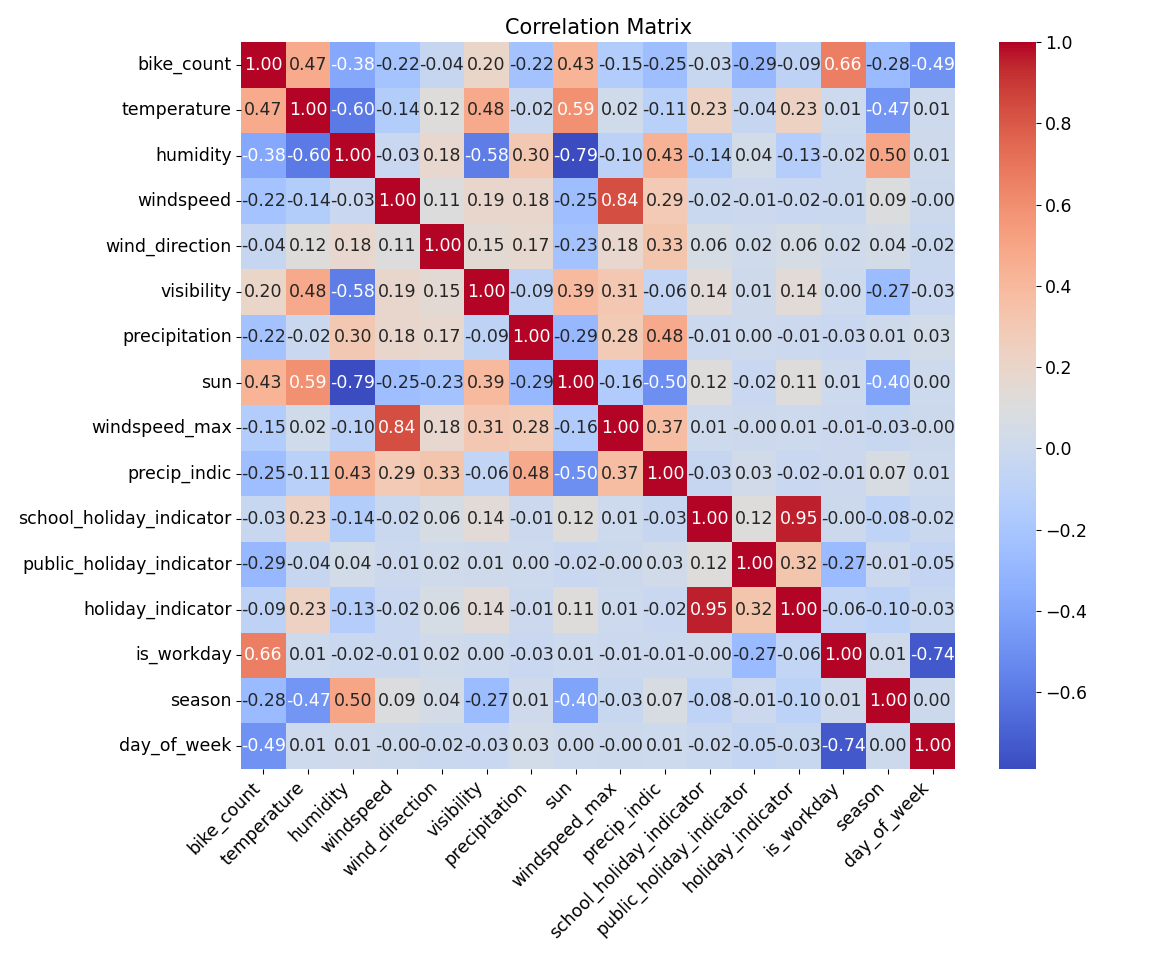 Correlation Matrix
bike_count 1.00 0.47 -0.38 -0.22 -0.04 0.20 -0.22 0.43 -0.15 -0.25 -0.03 -0.29 -0.09 0.66 -0.28 -0.49
temperature 0.47 1.00 -0.60 -0.14 0.12 0.48 -0.02 0.59 0.02 -0.11 0.23 -0.04 0.23 0.01 -0.47 0.01
humidity -0.38 -0.60 1.00 -0.03 0.18 -0.58 0.30 -0.79 -0.10 0.43 -0.14 0.04 -0.13 -0.02 0.50 0.01
windspeed -0.22 -0.14 -0.03 1.00 0.11 0.19 0.18 -0.25 0.84 0.29 -0.02 -0.01 -0.02 -0.01 0.09 -0.00
wind_direction -0.04 0.12 0.18 0.11 1.00 0.15 0.17 -0.23 0.18 0.33 0.06 0.02 0.06 0.02 0.04 -0.02
visibility 0.20 0.48 -0.58 0.19 0.15 1.00 -0.09 0.39 0.31 -0.06 0.14 0.01 0.14 0.00 -0.27 -0.03
precipitation -0.22 -0.02 0.30 0.18 0.17 -0.09 1.00 -0.29 0.28 0.48 -0.01 0.00 -0.01 -0.03 0.01 0.03
sun 0.43 0.59 -0.79 -0.25 -0.23 0.39 -0.29 1.00 -0.16 -0.50 0.12 -0.02 0.11 0.01 -0.40 0.00
windspeed_max -0.15 0.02 -0.10 0.84 0.18 0.31 0.28 -0.16 1.00 0.37 0.01 -0.00 0.01 -0.01 -0.03 -0.00
precip_indic -0.25 -0.11 0.43 0.29 0.33 -0.06 0.48 -0.50 0.37 1.00 -0.03 0.03 -0.02 -0.01 0.07 0.01
school_holiday_indicator -0.03 0.23 -0.14 -0.02 0.06 0.14 -0.01 0.12 0.01 -0.03 1.00 0.12 0.95 -0.00 -0.08 -0.02
public_holiday_indicator -0.29 -0.04 0.04 -0.01 0.02 0.01 0.00 -0.02 -0.00 0.03 0.12 1.00 0.32 -0.27 -0.01 -0.05
holiday_indicator -0.09 0.23 -0.13 -0.02 0.06 0.14 -0.01 0.11 0.01 -0.02 0.95 0.32 1.00 -0.06 -0.10 -0.03
is_workday 0.66 0.01 -0.02 -0.01 0.02 0.00 -0.03 0.01 -0.01 -0.01 -0.00 -0.27 -0.06 1.00 0.01 -0.74
season -0.28 -0.47 0.50 0.09 0.04 -0.27 0.01 -0.40 -0.03 0.07 -0.08 -0.01 -0.10 0.01 1.00 0.00
day_of_week -0.49 0.01 0.01 -0.00 -0.02 -0.03 0.03 0.00 -0.00 0.01 -0.02 -0.05 -0.03 -0.74 0.00 1.00
bike_count
temperature
humidity
windspeed
wind_direction
visibility
precipitation
sun
windspeed_max
precip_indic
school_holiday_indicator
public_holiday_indicator
holiday_indicator
is_workday
season
day_of_week
1.0
0.8
0.6
0.4
0.2
0.0
−0.2
−0.4
−0.6